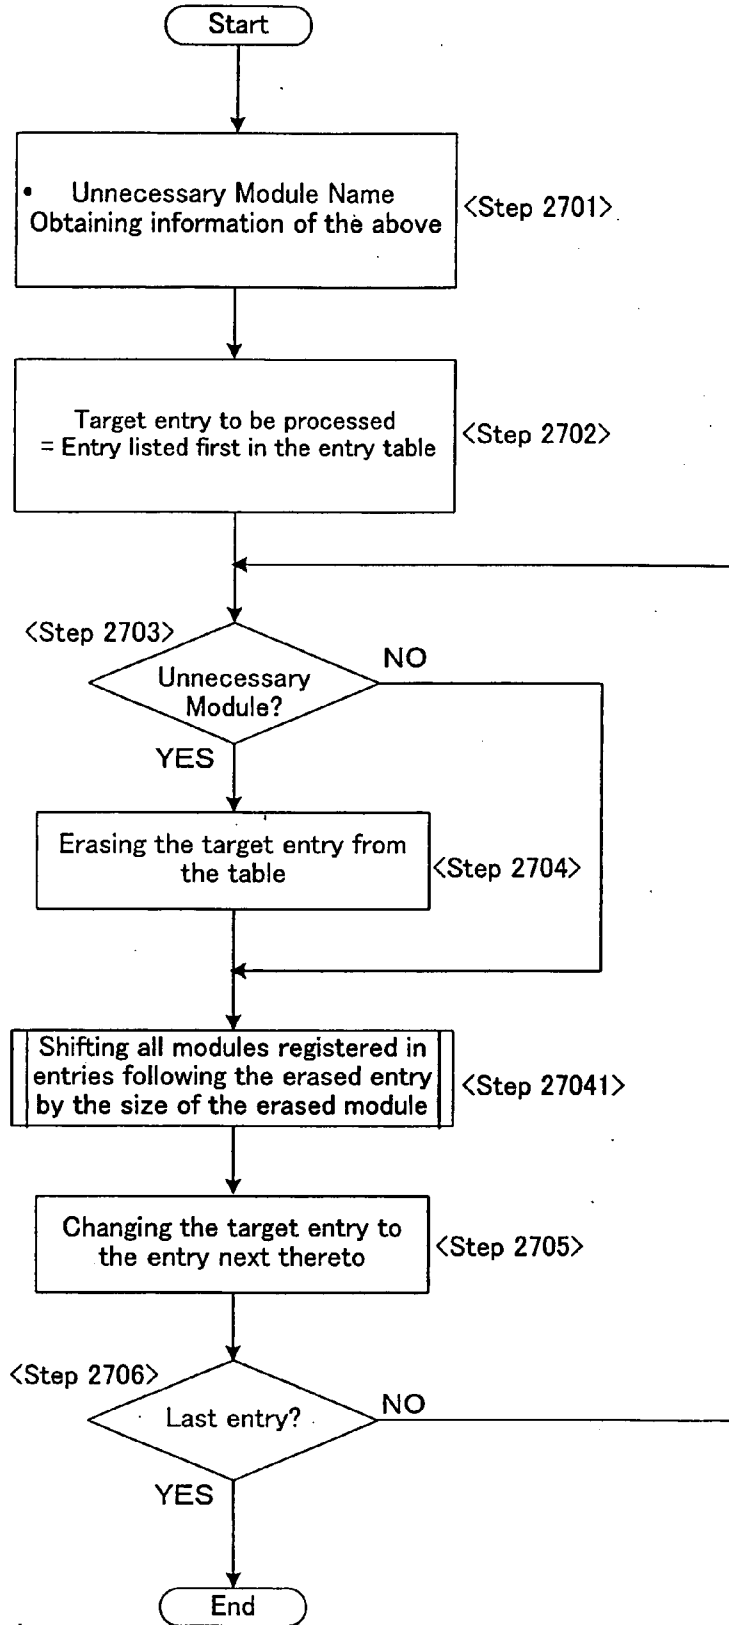 Start
• Unnecessary Module Name
Obtaining information of the above
<Step 2701>
Target entry to be processed
= Entry listed first in the entry table
<Step 2702>
<Step 2703>
Unnecessary
Module?
NO
YES
Erasing the target entry from
the table
<Step 2704>
Shifting all modules registered in
entries following the erased entry
by the size of the erased module
<Step 27041>
Changing the target entry to
the entry next thereto
<Step 2705>
<Step 2706>
Last entry?
NO
YES
End